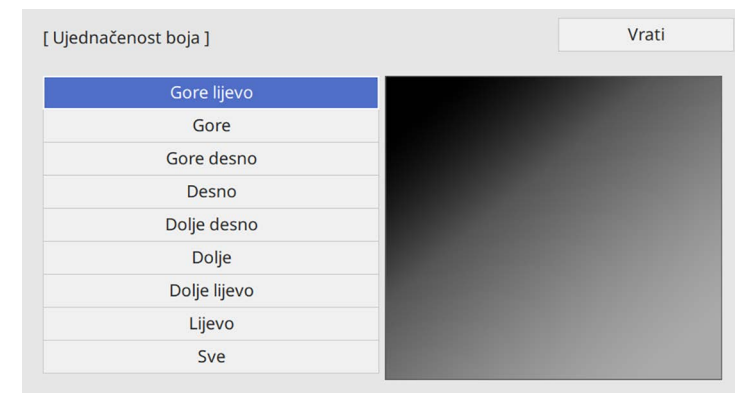 [ Ujednačenost boja ]
Vrati
Gore lijevo
Gore
Gore desno
Desno
Dolje desno
Dolje
Dolje lijevo
Lijevo
Sve